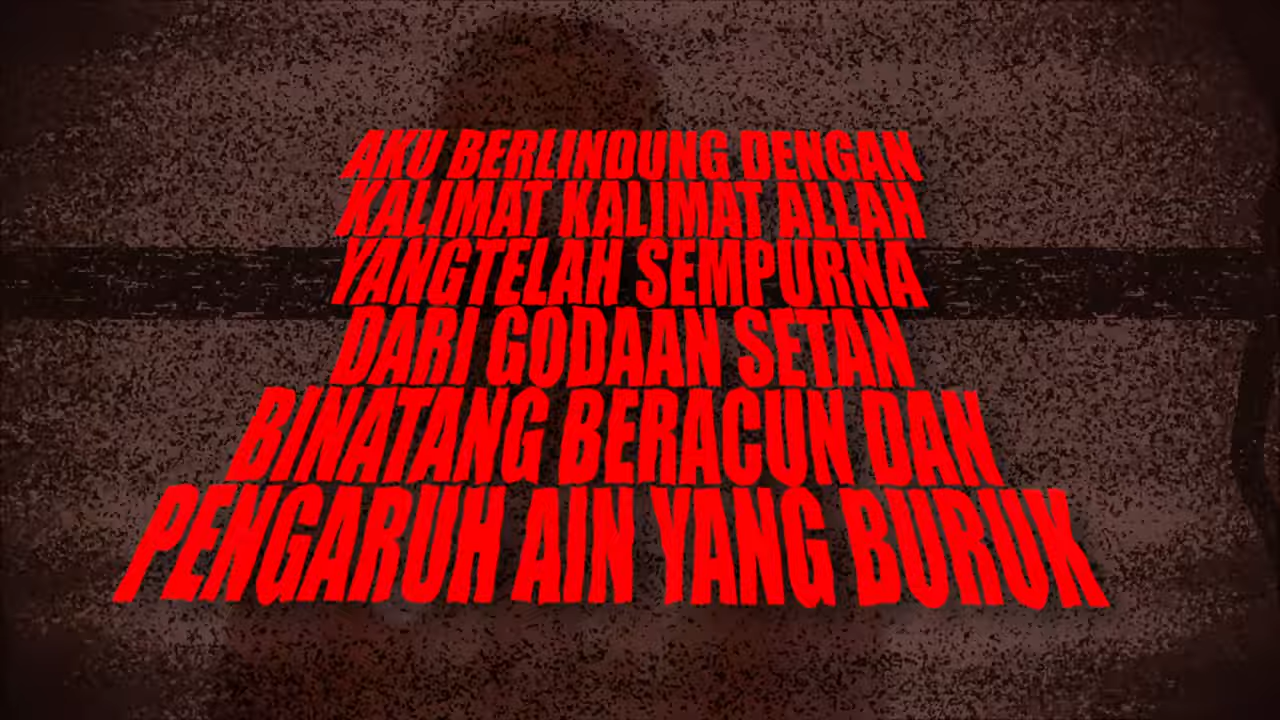 AKU BERLINDUNG DENGAN
KALIMAT KALIMAT ALLAH
YANGTELAH SEMPURNA
DARI GODAAN SETAN
BINATANG BERACUN DAN
PENGARUH AIN YANG BURUK